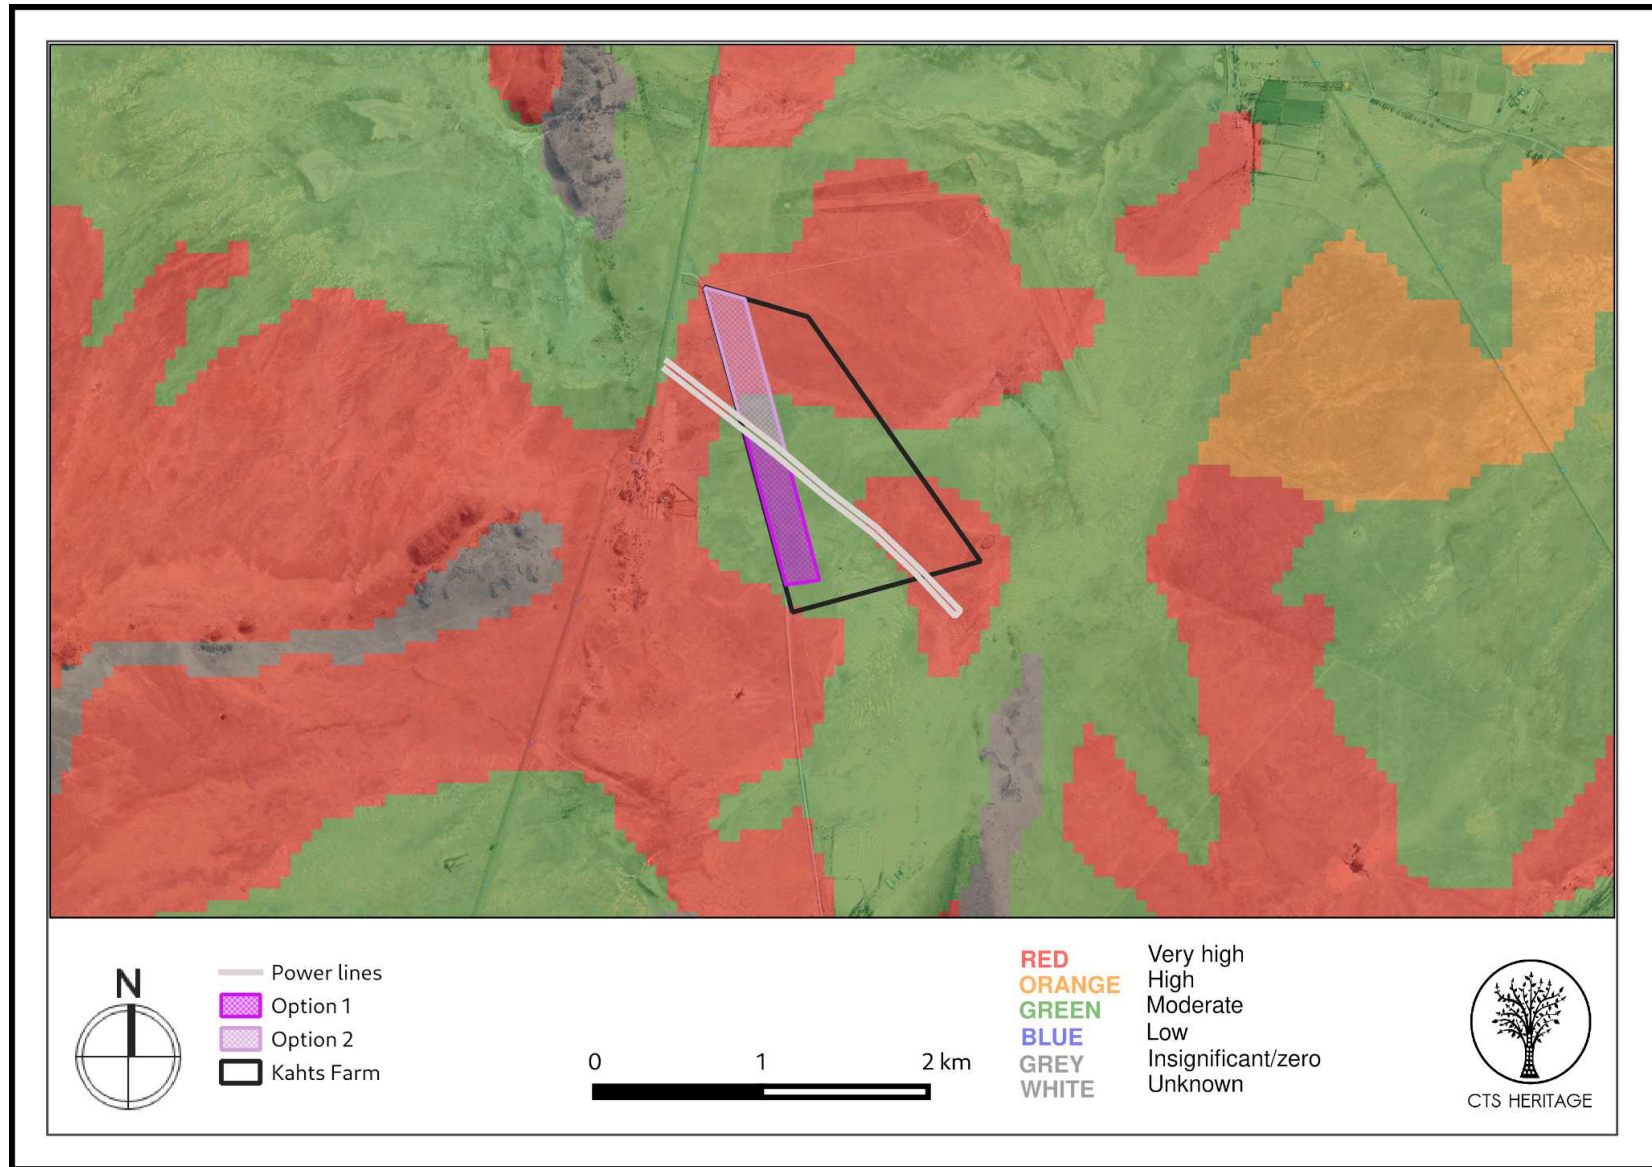 N
Power lines
Option 1
Option 2
Kahts Farm
0 1 2 km
RED Very high
ORANGE High
GREEN Moderate
BLUE Low
GREY Insignificant/zero
WHITE Unknown
CTS HERITAGE